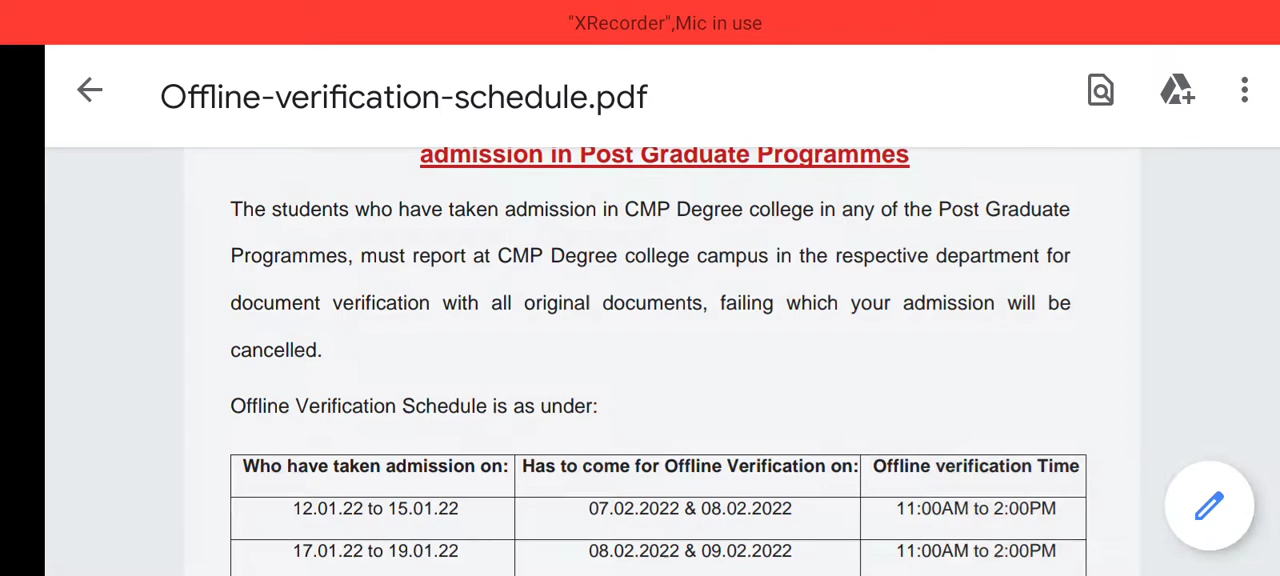 "XRecorder",Mic in use
Offline-verification-schedule.pdf
admission in Post Graduate Programmes
The students who have taken admission in CMP Degree college in any of the Post Graduate
Programmes, must report at CMP Degree college campus in the respective department for
document verification with all original documents, failing which your admission will be
cancelled.
Offline Verification Schedule is as under:
Who have taken admission on: Has to come for Offline Verification on: Offline verification Time
12.01.22 to 15.01.22 07.02.2022 & 08.02.2022 11:00AM to 2:00PM
17.01.22 to 19.01.22 08.02.2022 & 09.02.2022 11:00AM to 2:00PM